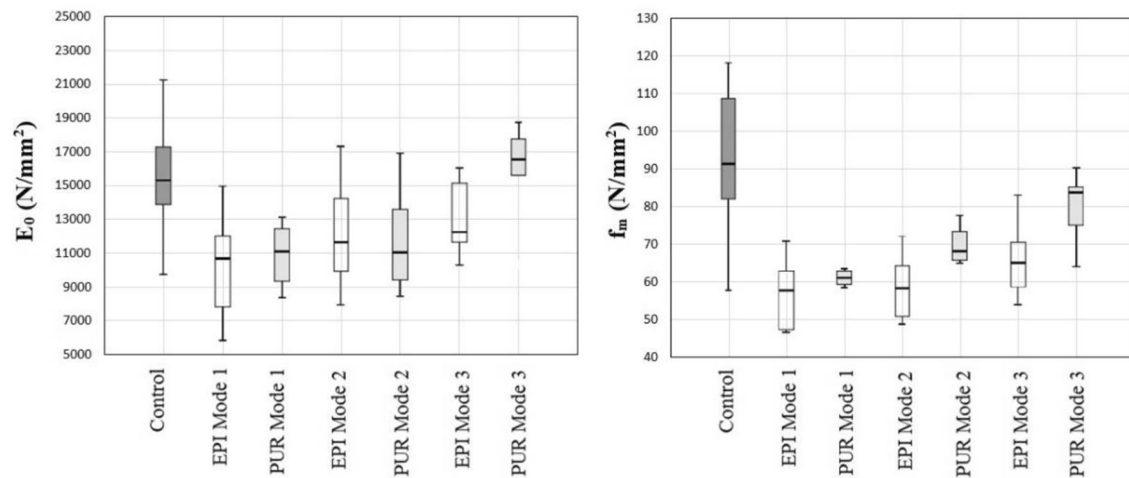 E₀ (N/mm²)
25000
23000
21000
19000
17000
15000
13000
11000
9000
7000
5000
Control
EPI Mode 1
PUR Mode 1
EPI Mode 2
PUR Mode 2
EPI Mode 3
PUR Mode 3
fₘ (N/mm²)
130
120
110
100
90
80
70
60
50
40
Control
EPI Mode 1
PUR Mode 1
EPI Mode 2
PUR Mode 2
EPI Mode 3
PUR Mode 3